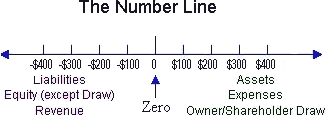 The Number Line
-$400 -$300 -$200 -$100 0 $100 $200 $300 $400
Liabilities Assets
Equity (except Draw) Expenses
Revenue Zero Owner/Shareholder Draw